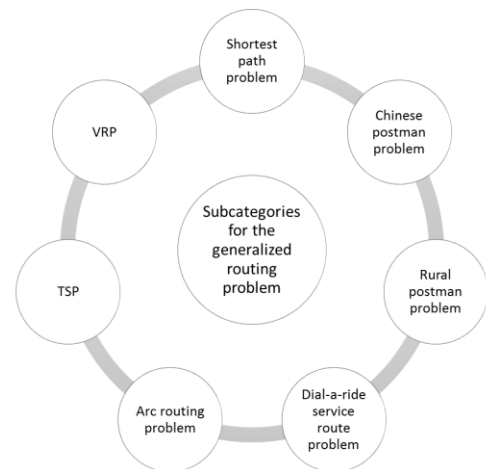 Shortest
path
problem
Chinese
postman
problem
Rural
postman
problem
Dial-a-ride
service
route
problem
Arc routing
problem
TSP
VRP
Subcategories
for the
generalized
routing
problem